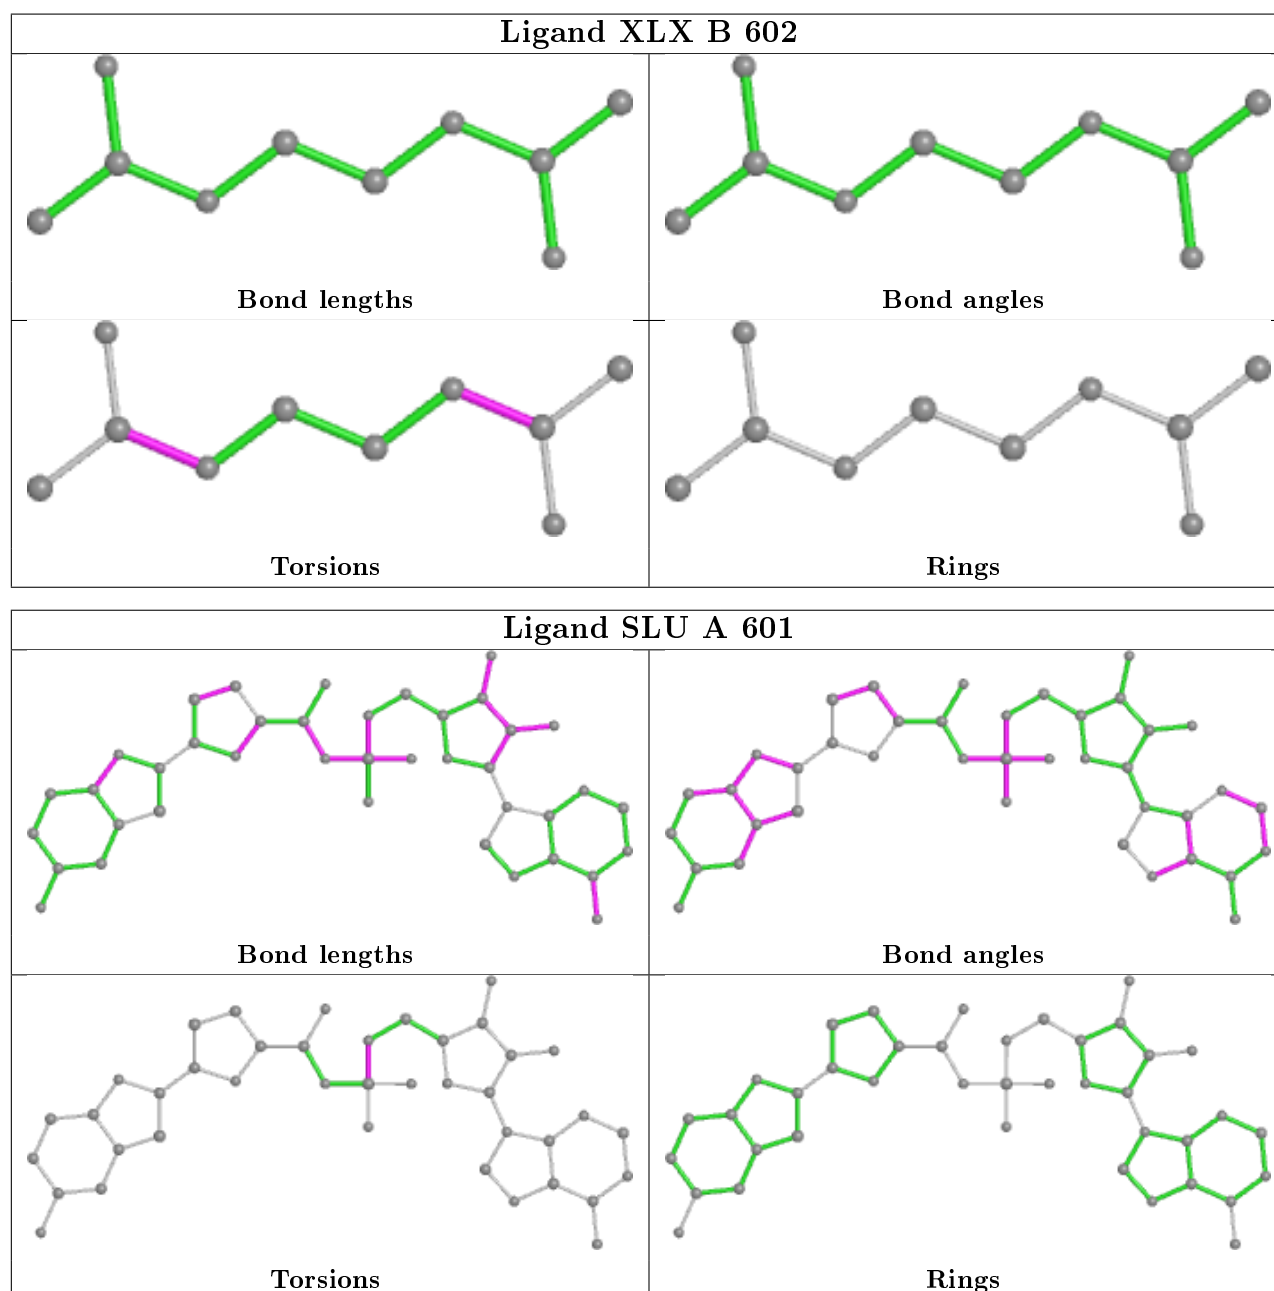 Ligand XLX B 602
Bond lengths
Bond angles
Torsions
Rings
Ligand SLU A 601
Bond lengths
Bond angles
Torsions
Rings